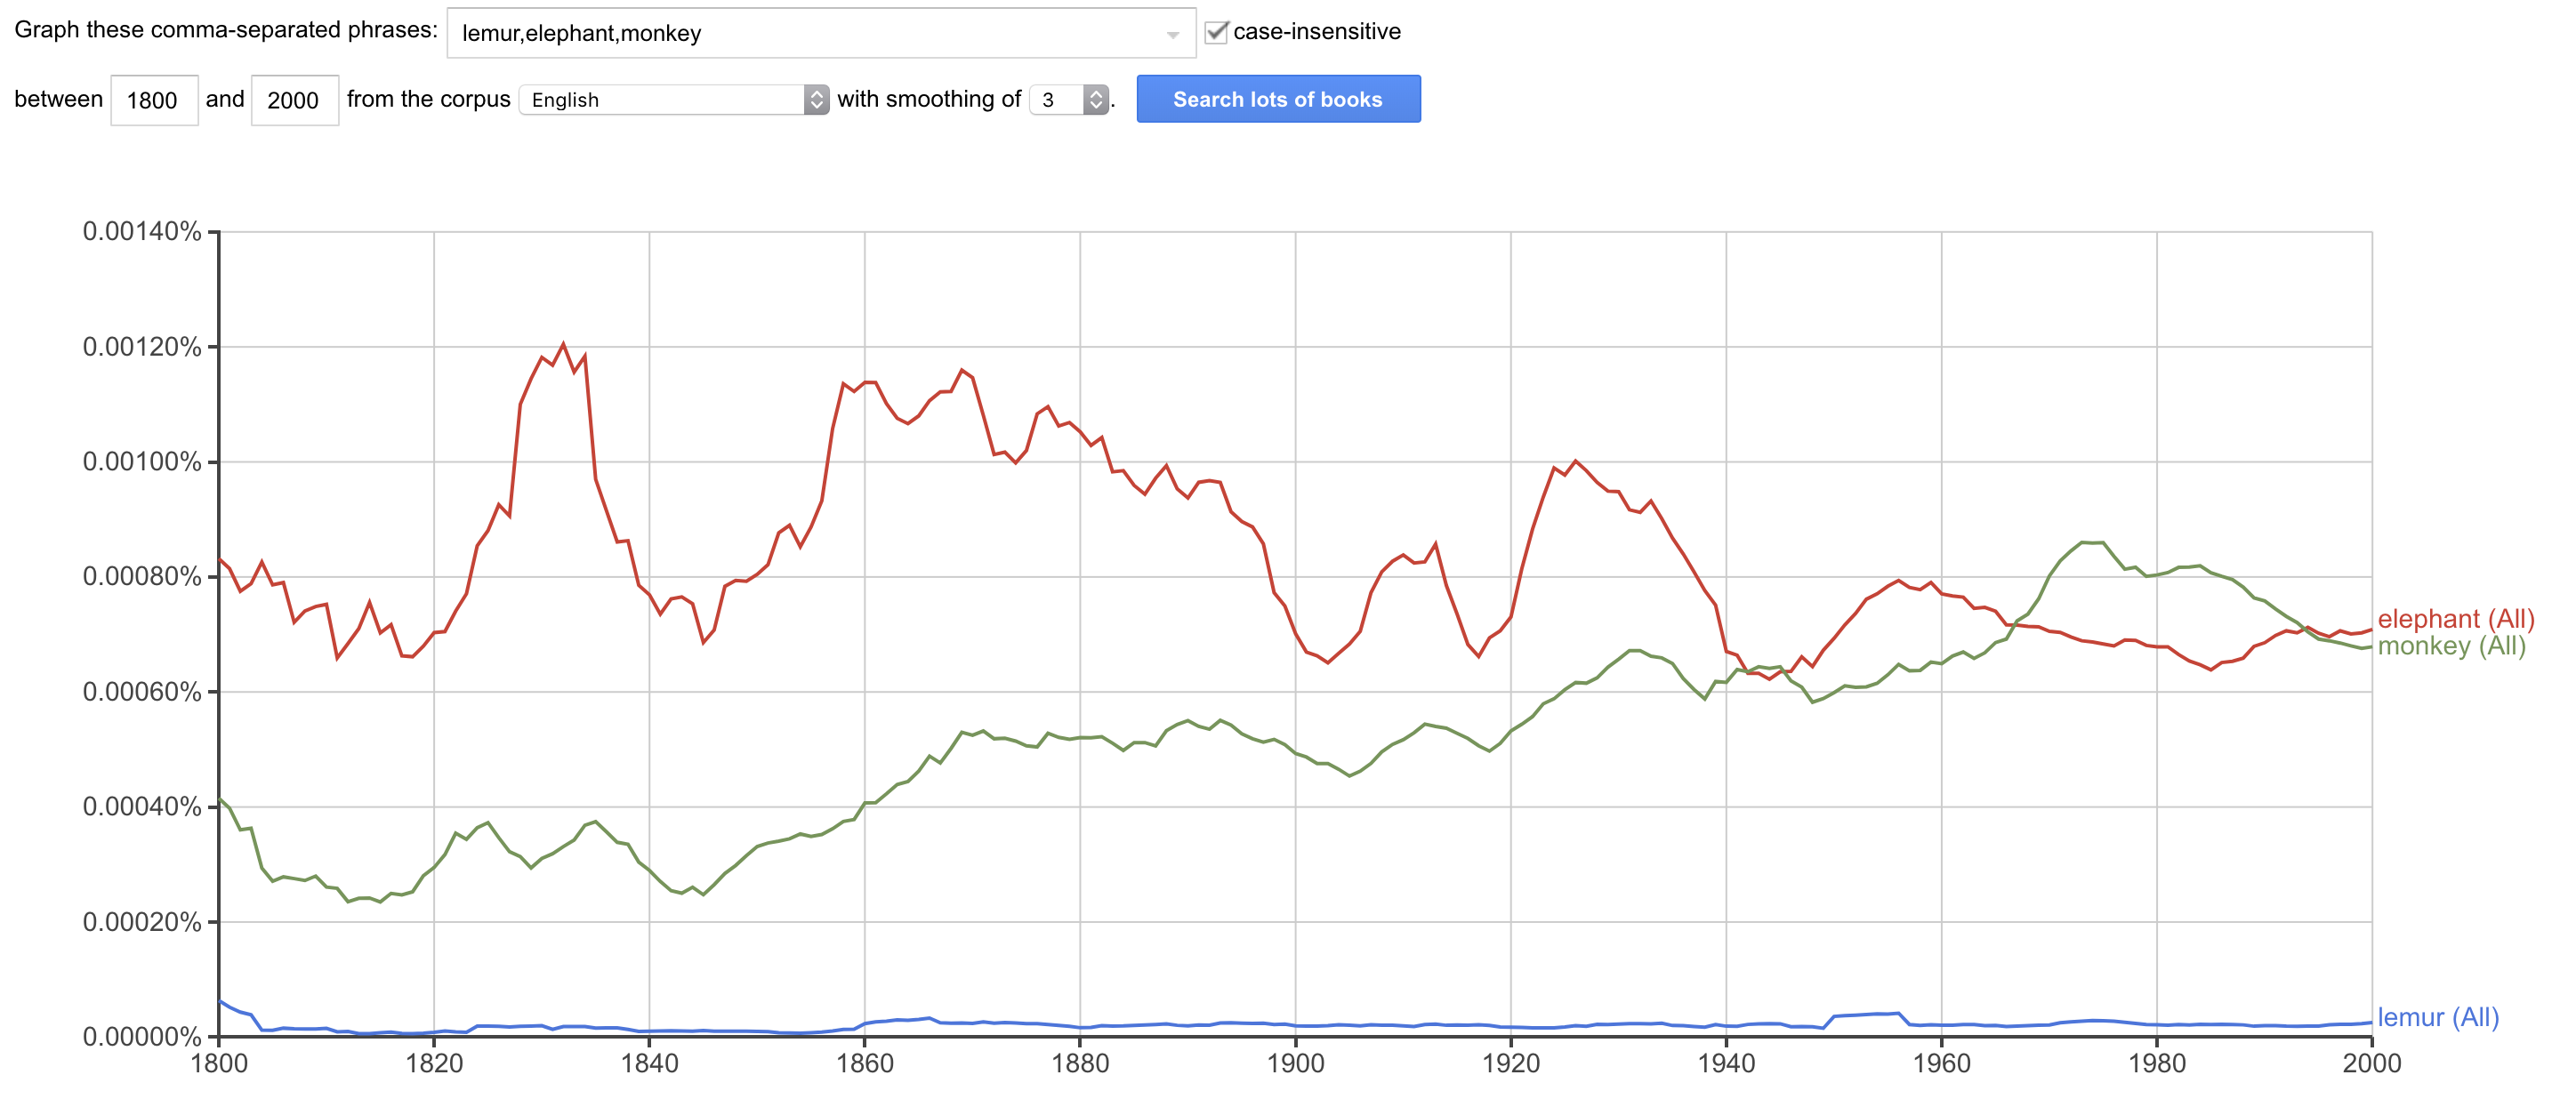 Graph these comma-separated phrases: lemur,elephant,monkey case-insensitive
between 1800 and 2000 from the corpus English with smoothing of 3 . Search lots of books
0.00140%
0.00120%
0.00100%
0.00080%
0.00060%
0.00040%
0.00020%
0.00000%
elephant (All)
monkey (All)
lemur (All)
1800 1820 1840 1860 1880 1900 1920 1940 1960 1980 2000